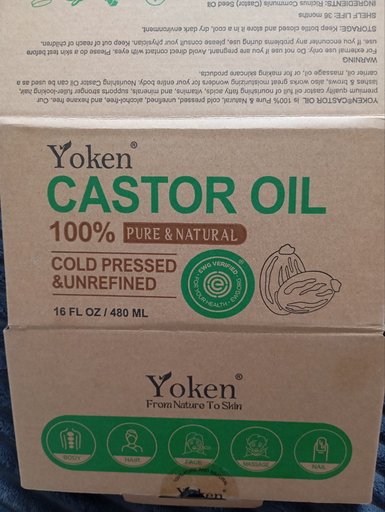 YOKEN®CASTOR OIL is 100% Pure & Natural, cold pressed, unrefined, alcohol-free, and hexane free. Our
premium quality castor oil full of nourishing fatty acids, vitamins, and minerals, supports stronger ,fuller-looking hair,
lashes & brows, also works great moisturizing wonders for your entire body. Nourishing Castor Oil can be used as a
carrier oil, massage oil, or for making skincare products.
WARNING
For external use only. Do not use if you are pregnant. Avoid direct contact with eyes. Please do a skin test before
use. If you encounter any problems during use, please consult your physician. Keep out of reach of children.
STORAGE: Keep bottle closed and store it in a cool, dry dark environment.
SHELF LIFE 36 months
INGREDIENTS: Ricinus Communis (Castor) Seed Oil
Yoken®
CASTOR OIL
100% PURE & NATURAL
COLD PRESSED
&UNREFINED
EWG VERIFIED
FOR YOUR HEALTH
16 FL OZ / 480 ML
Yoken®
From Nature To Skin
BODY
HAIR
FACE
MASSAGE
NAIL
Yoken